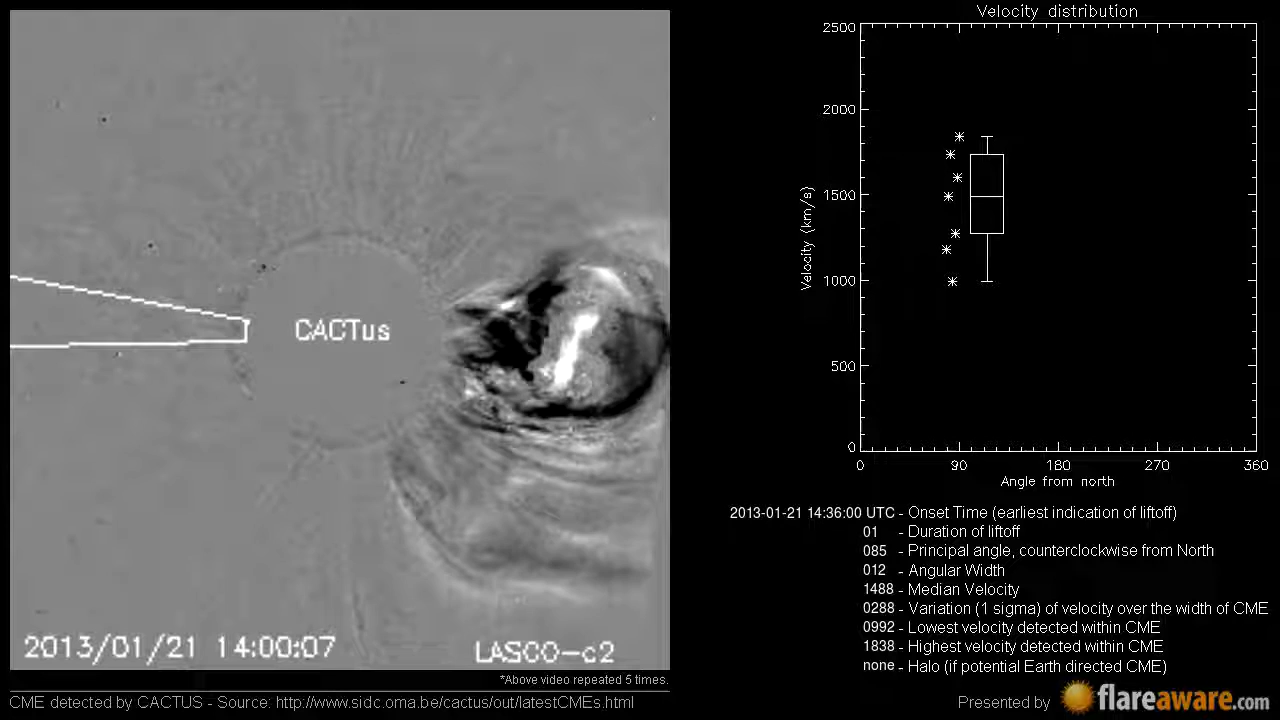 Velocity distribution
2500
2000
1500
1000
500
0
Velocity (km/s)
0 90 180 270 360
Angle from north
CACTus
2013/01/21 14:00:07
LASCO-c2
*Above video repeated 5 times.
2013-01-21 14:36:00 UTC - Onset Time (earliest indication of liftoff)
01 - Duration of liftoff
085 - Principal angle, counterclockwise from North
012 - Angular Width
1488 - Median Velocity
0288 - Variation (1 sigma) of velocity over the width of CME
0992 - Lowest velocity detected within CME
1838 - Highest velocity detected within CME
none - Halo (if potential Earth directed CME)
CME detected by CACTUS - Source: http://www.sidc.oma.be/cactus/out/latestCMEs.html
Presented by flareaware.com